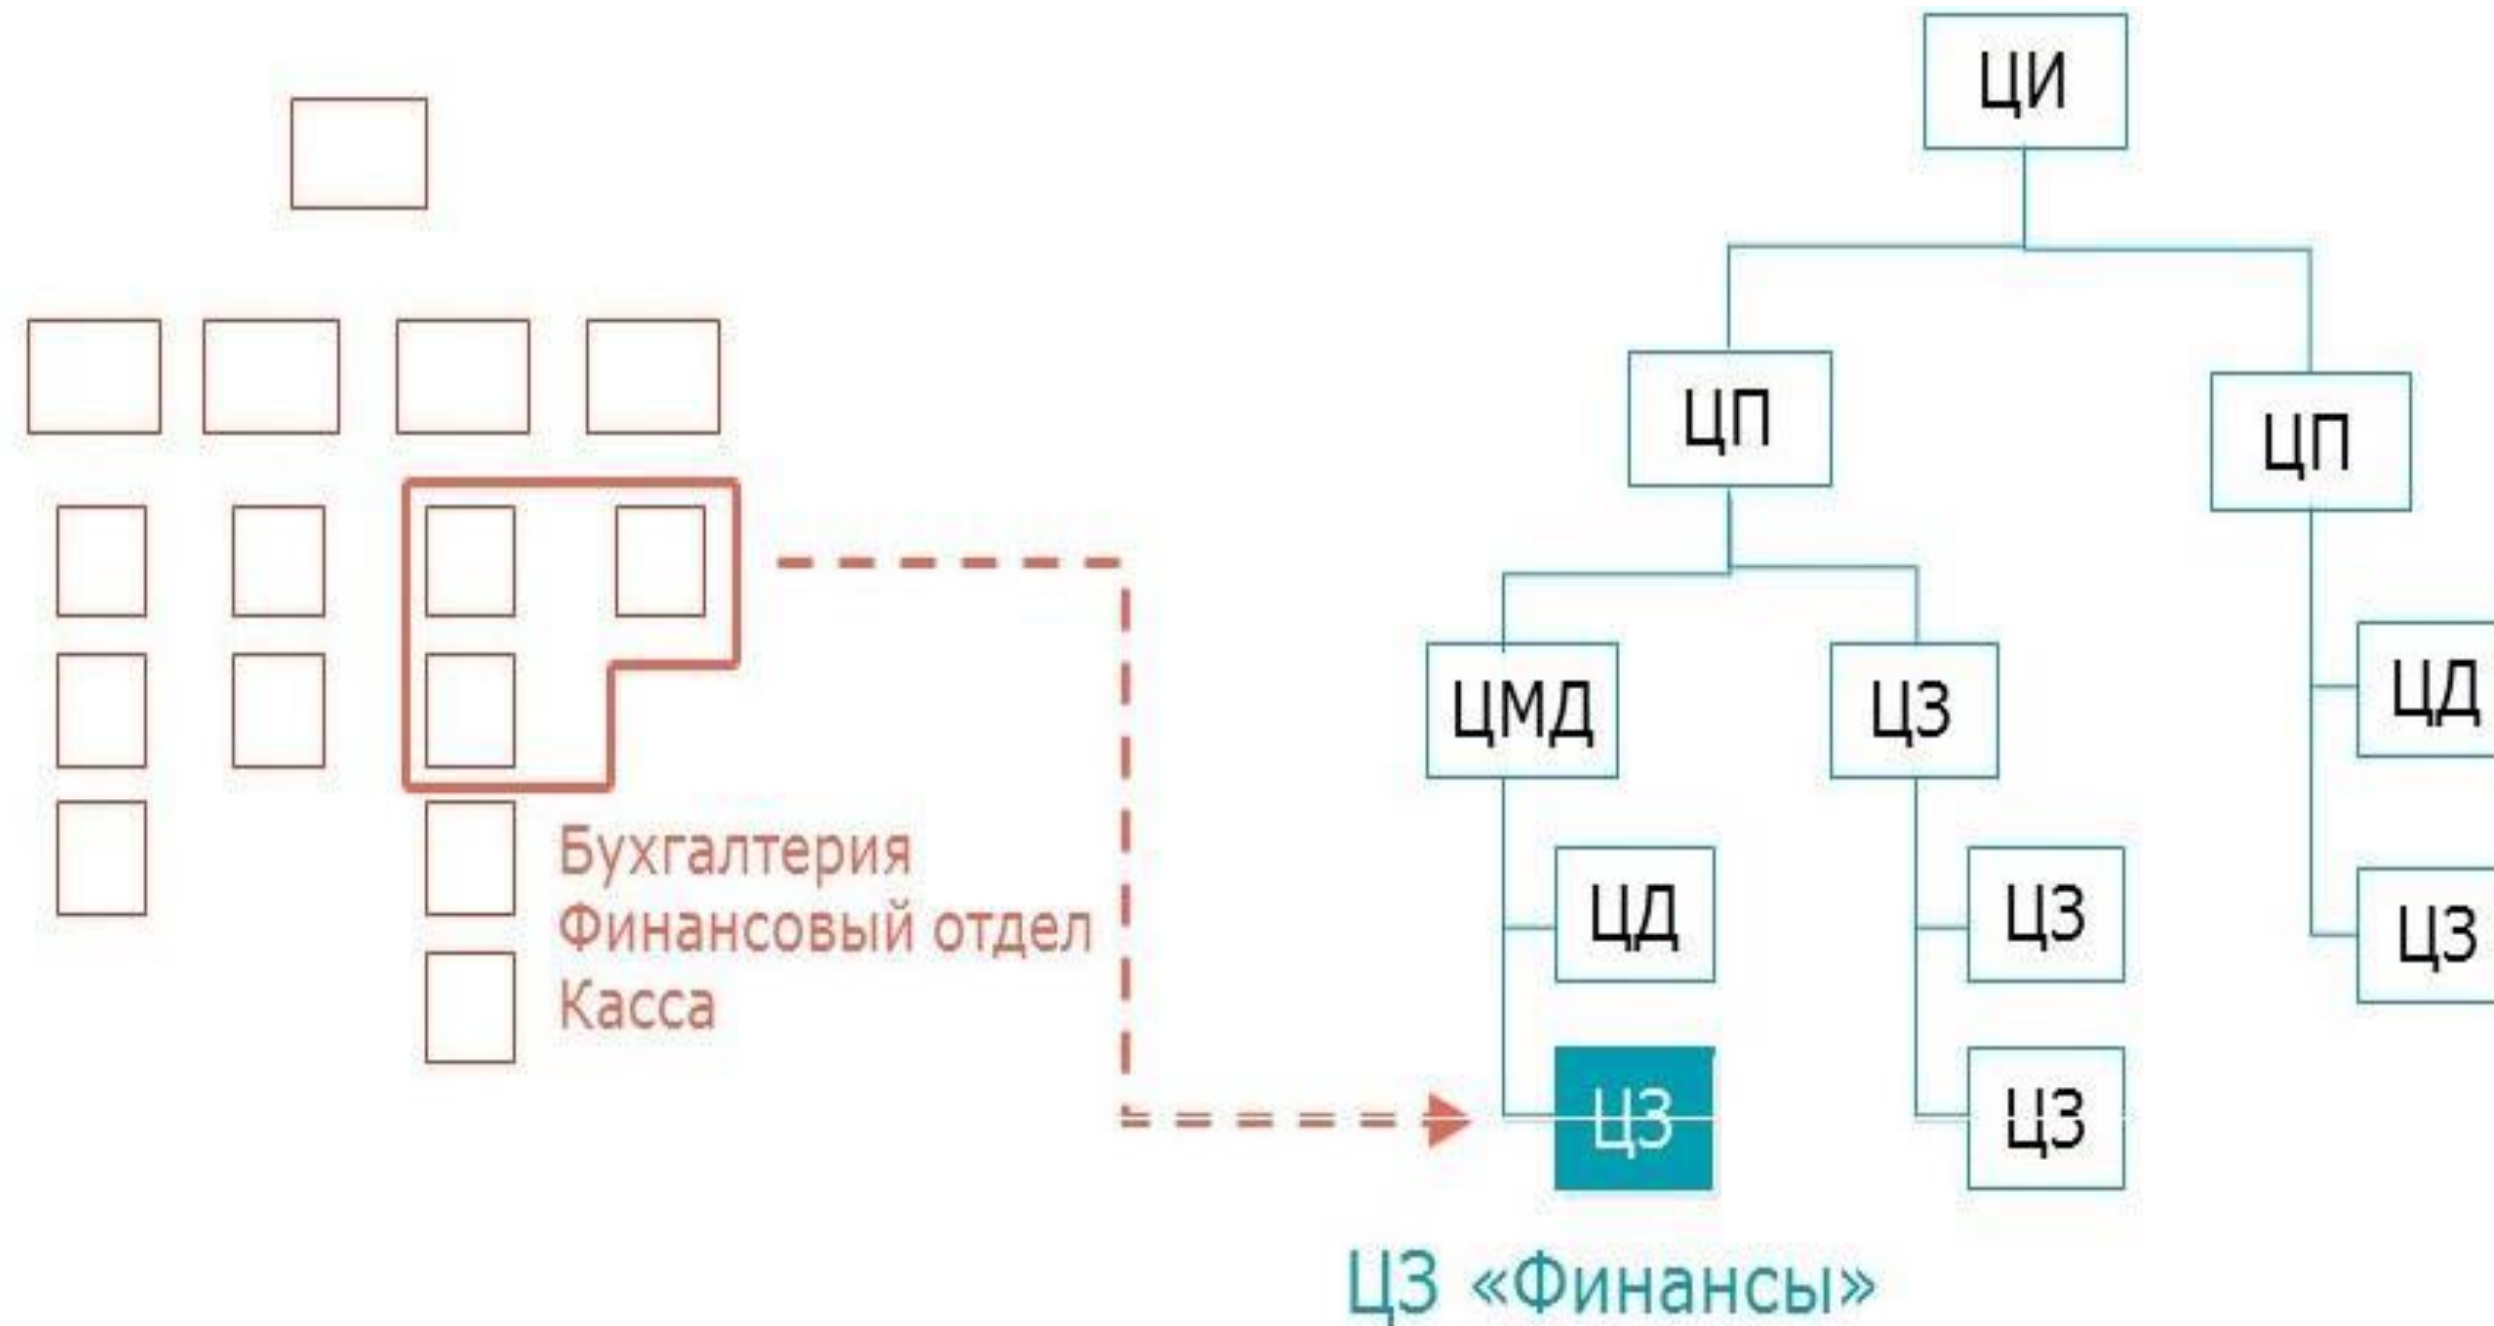 ЦИ
ЦП
ЦП
ЦМД
ЦЗ
ЦД
ЦД
ЦЗ
ЦЗ
ЦЗ
ЦЗ
Бухгалтерия
Финансовый отдел
Касса
ЦЗ «Финансы»